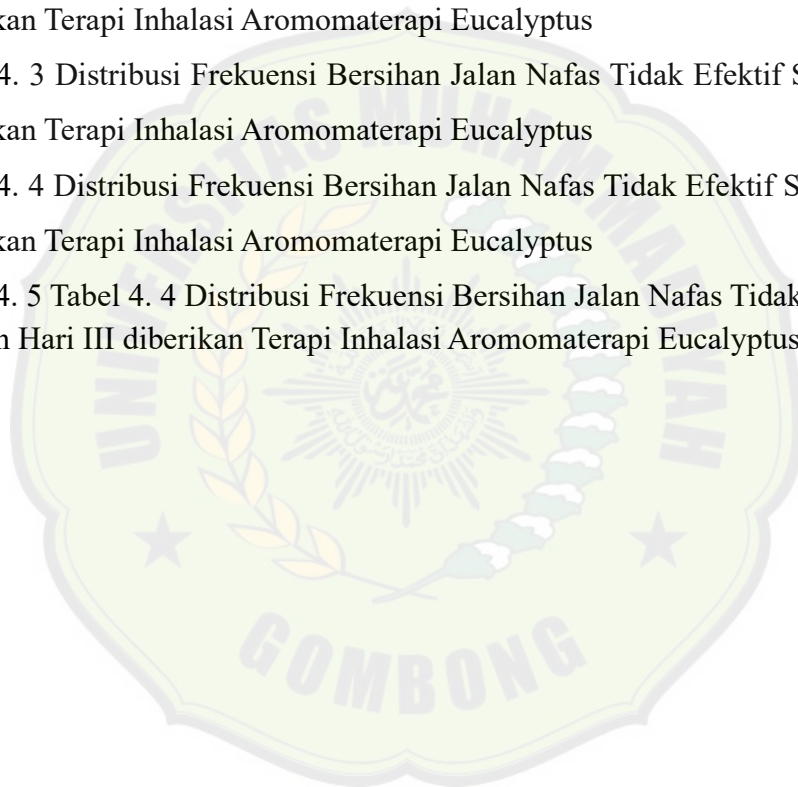 kan Terapi Inhalasi Aromomaterapi Eucalyptus
4. 3 Distribusi Frekuensi Bersihan Jalan Nafas Tidak Efektif S
kan Terapi Inhalasi Aromomaterapi Eucalyptus
4. 4 Distribusi Frekuensi Bersihan Jalan Nafas Tidak Efektif S
kan Terapi Inhalasi Aromomaterapi Eucalyptus
4. 5 Tabel 4. 4 Distribusi Frekuensi Bersihan Jalan Nafas Tidak
n Hari III diberikan Terapi Inhalasi Aromomaterapi Eucalyptus
UNIVERSITAS MUHAMMADIYAH
GOMBONG